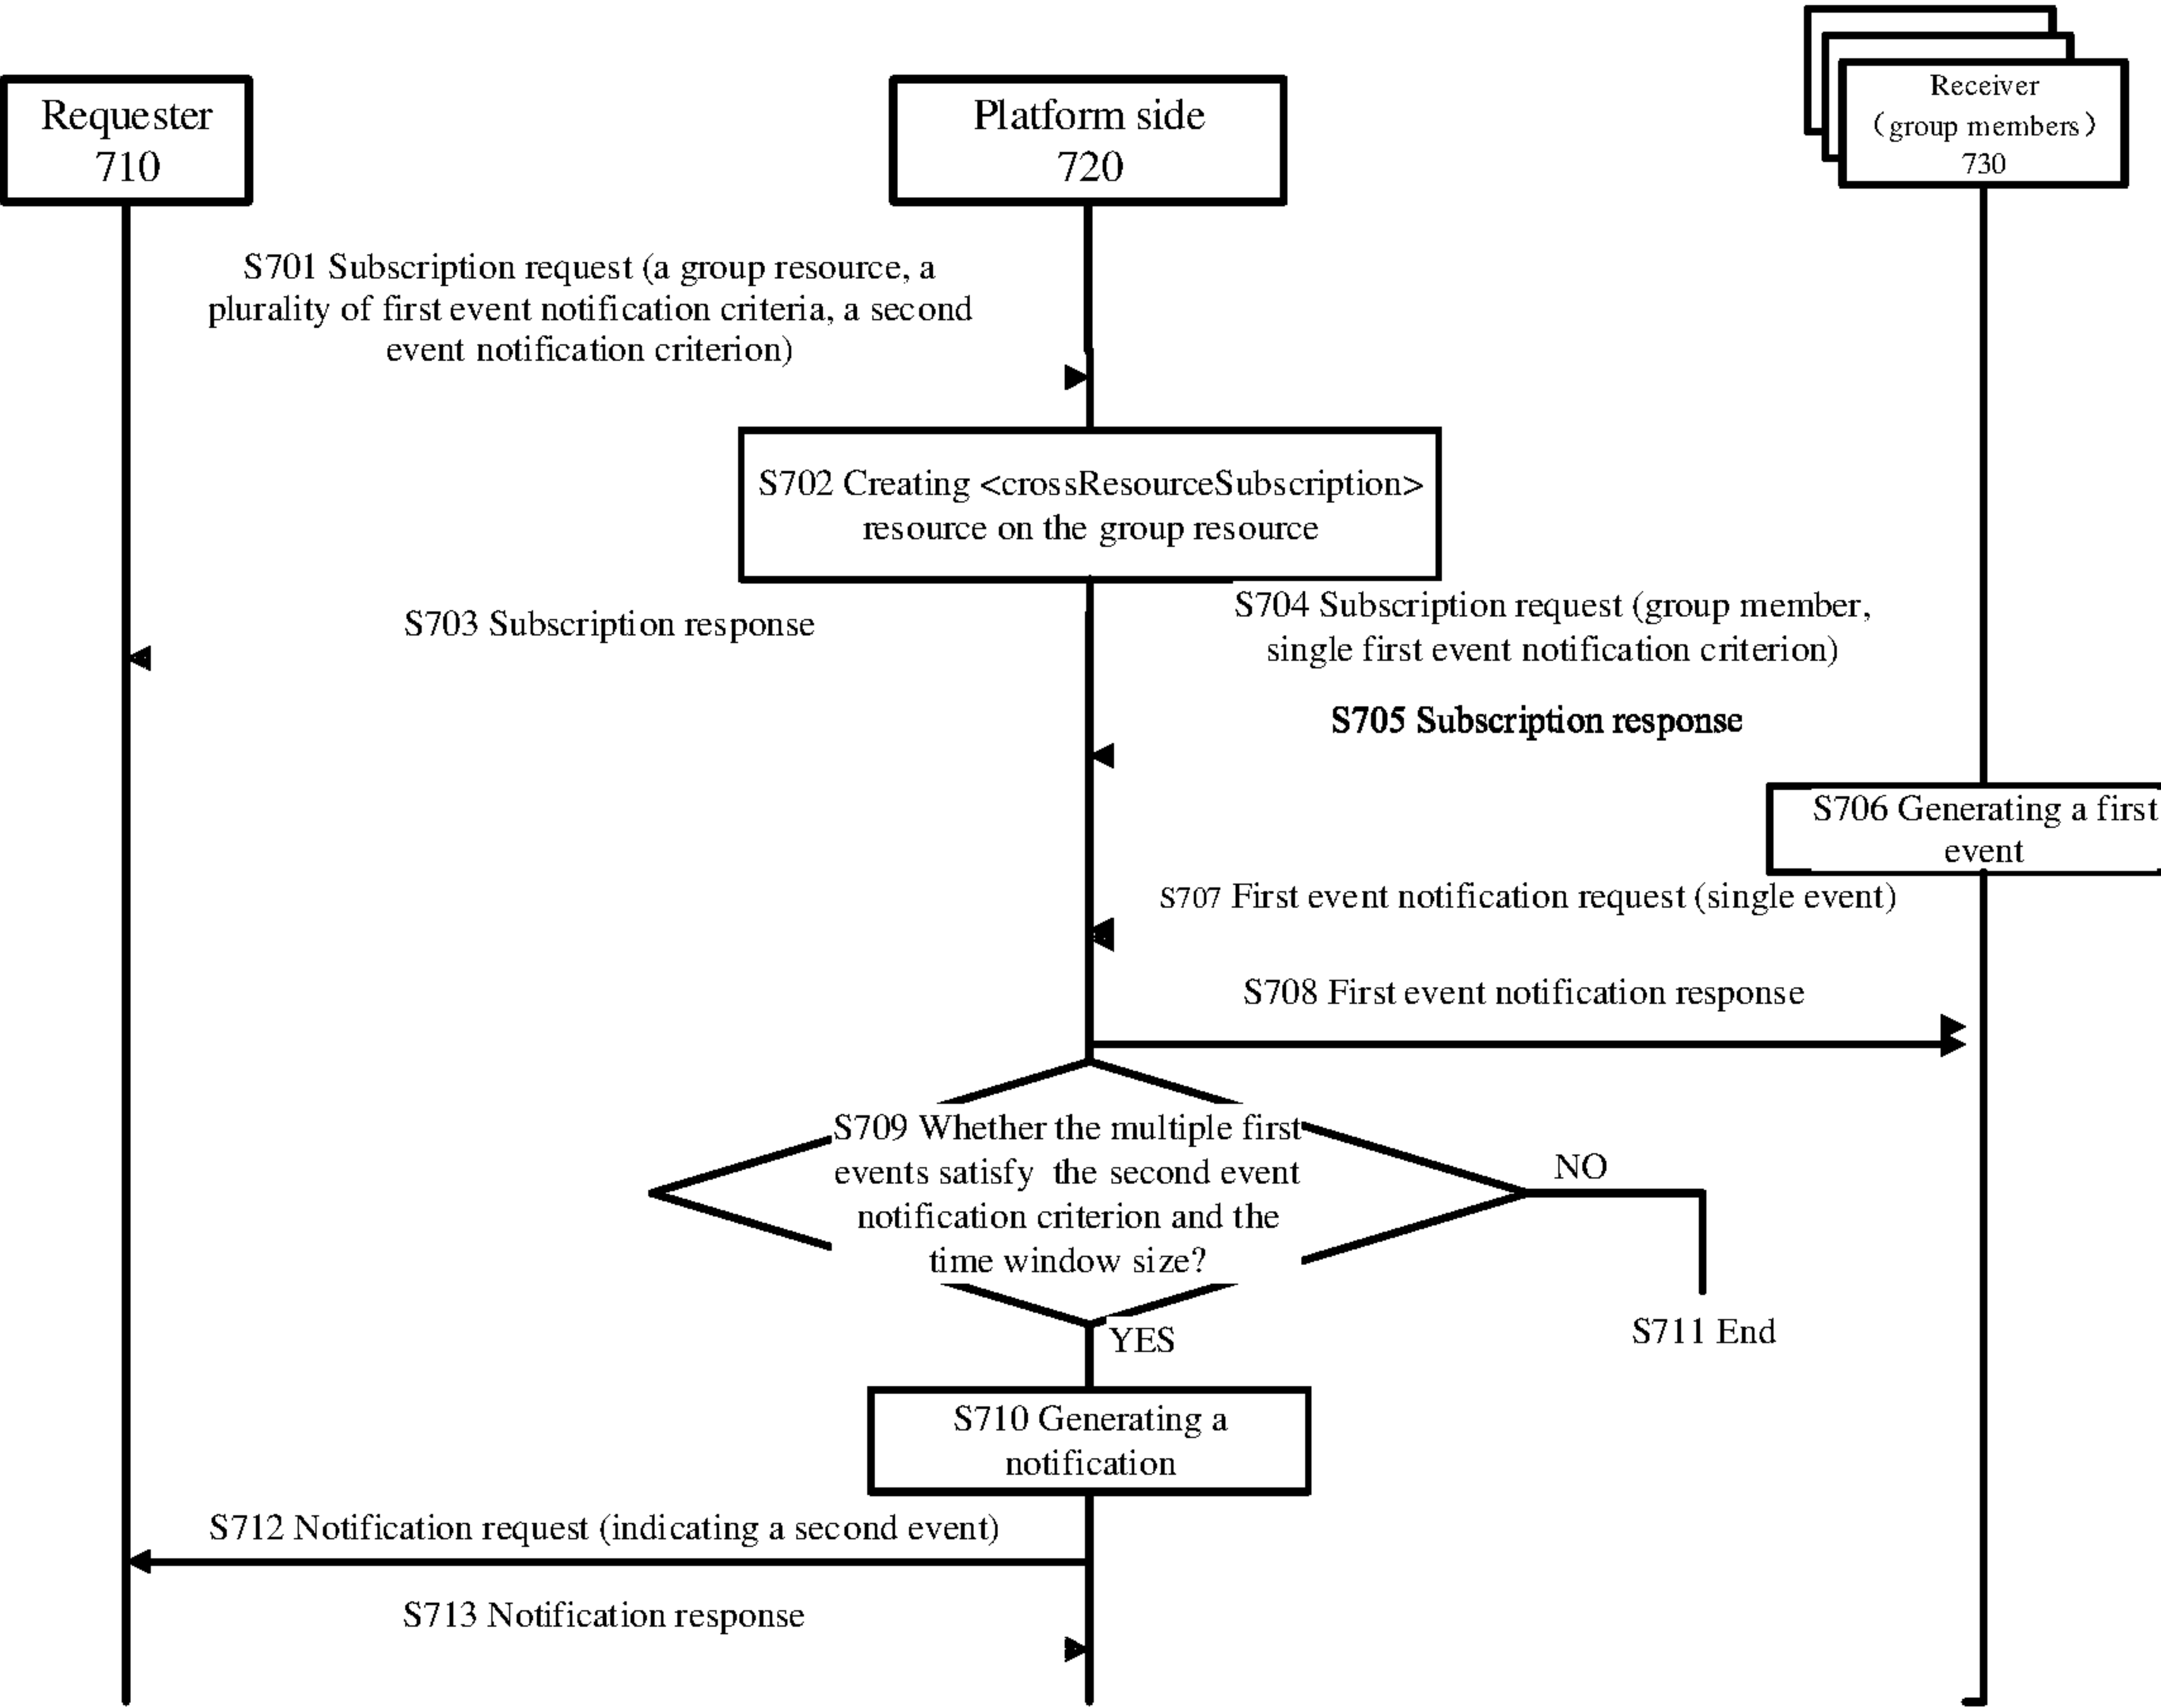 Requester
710
Platform side
720
Receiver
(group members)
730
S701 Subscription request (a group resource, a
plurality of first event notification criteria, a second
event notification criterion)
S702 Creating <crossResourceSubscription>
resource on the group resource
S703 Subscription response
S704 Subscription request (group member,
single first event notification criterion)
S705 Subscription response
S706 Generating a first
event
S707 First event notification request (single event)
S708 First event notification response
S709 Whether the multiple first
events satisfy the second event
notification criterion and the
time window size?
NO
YES
S711 End
S710 Generating a
notification
S712 Notification request (indicating a second event)
S713 Notification response